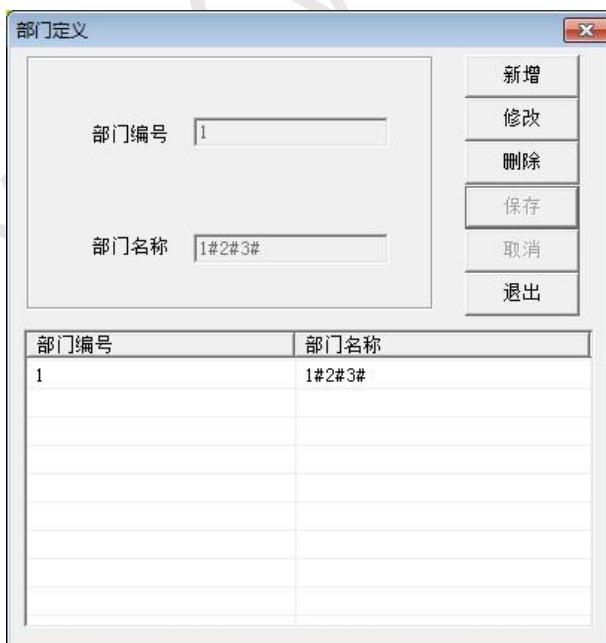 部门定义
新增
部门编号 1
修改
删除
保存
部门名称 1#2#3#
取消
退出
部门编号 部门名称
1 1#2#3#